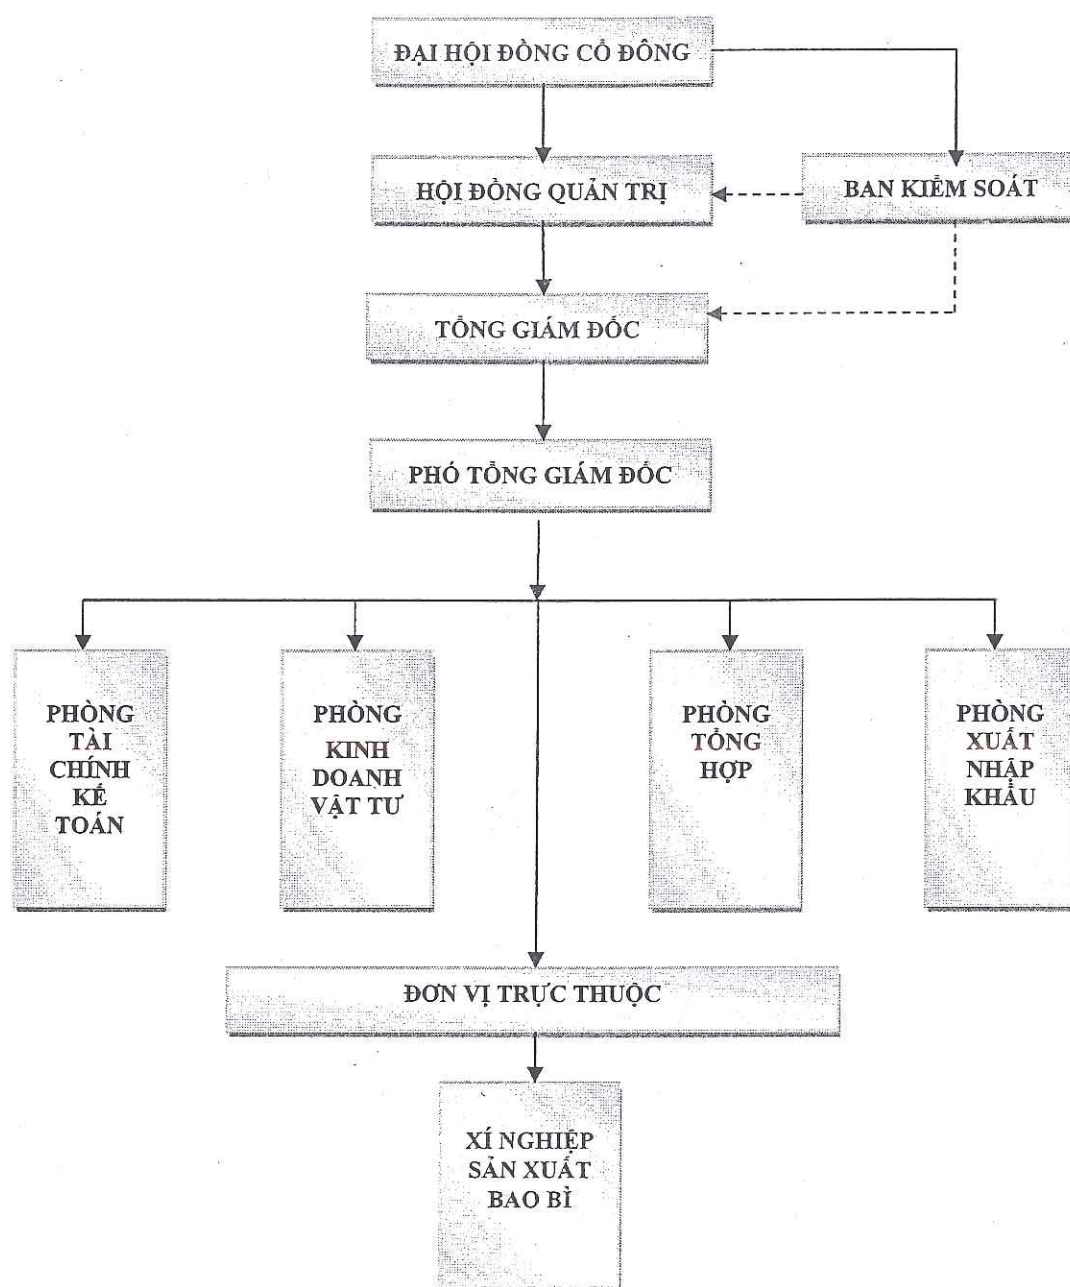 ĐẠI HỘI ĐỒNG CỔ ĐÔNG
HỘI ĐỒNG QUẢN TRỊ
BAN KIỂM SOÁT
TỔNG GIÁM ĐỐC
PHÓ TỔNG GIÁM ĐỐC
PHÒNG
TÀI
CHÍNH
KẾ
TOÁN
PHÒNG
KINH
DOANH
VẬT TƯ
PHÒNG
TỔNG
HỢP
PHÒNG
XUẤT
NHẬP
KHẨU
ĐƠN VỊ TRỰC THUỘC
XÍ NGHIỆP
SẢN XUẤT
BAO BÌ